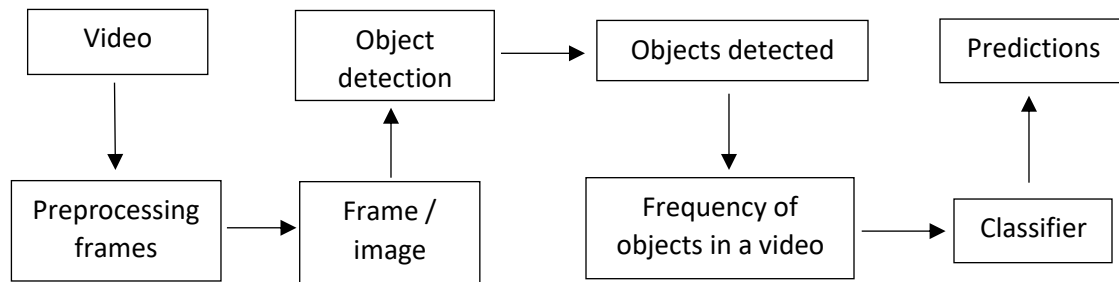 Video
Preprocessing
frames
Frame /
image
Object
detection
Objects detected
Frequency of
objects in a video
Classifier
Predictions